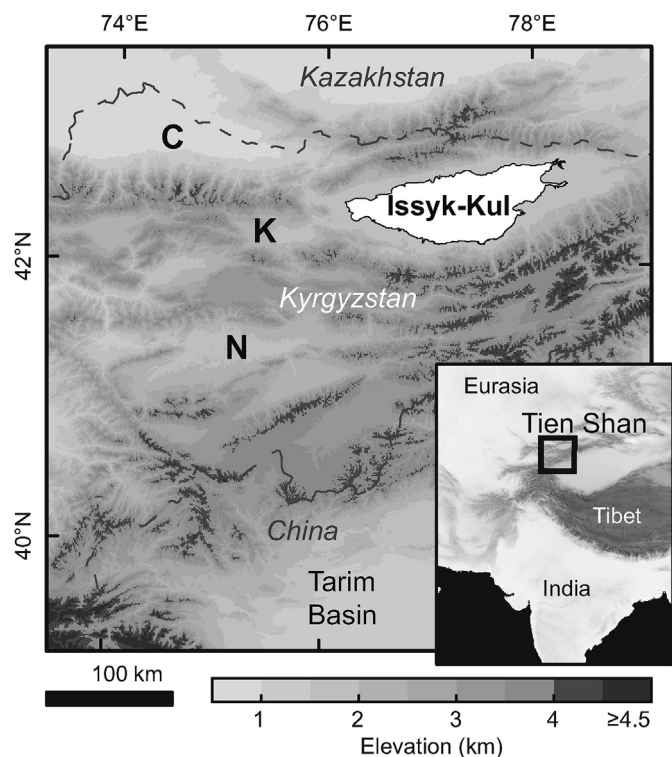 74°E 76°E 78°E
Kazakhstan
C
Issyk-Kul
K
42°N
Kyrgyzstan
N
Eurasia
Tien Shan
Tibet
India
China
40°N
Tarim
Basin
100 km
1 2 3 4 ≥4.5
Elevation (km)